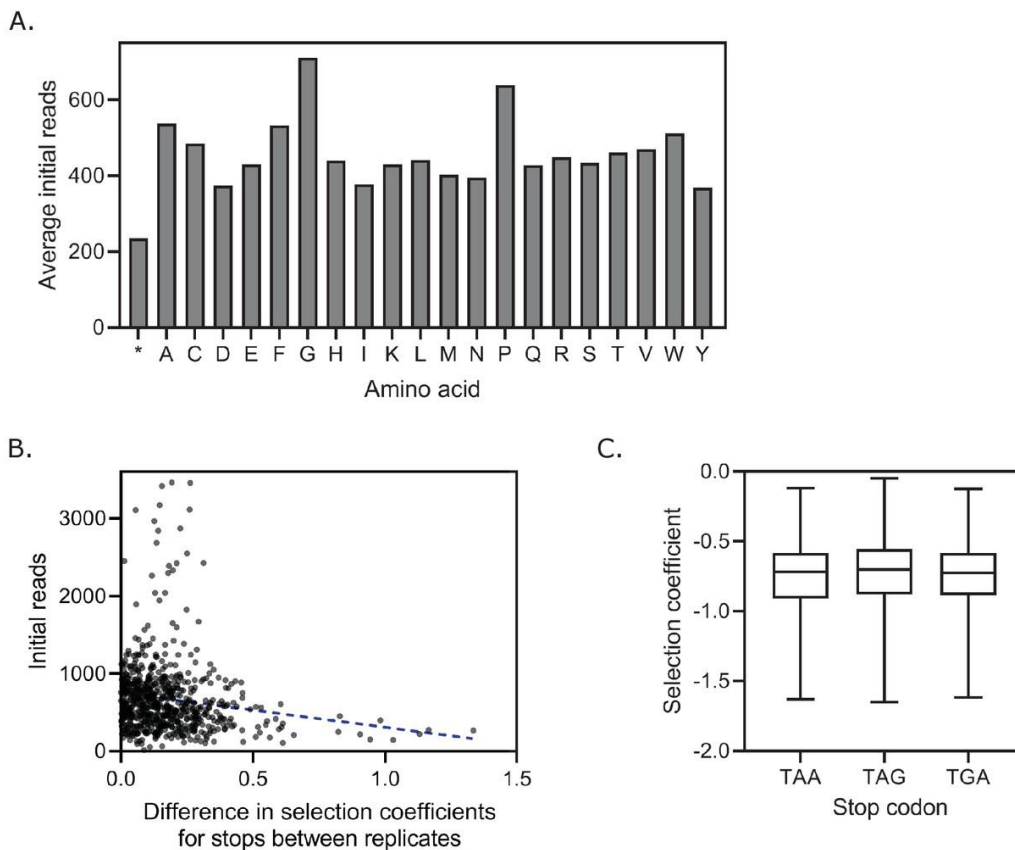 A.
Average initial reads
600
400
200
0
* A C D E F G H I K L M N P Q R S T V W Y
Amino acid
B.
Initial reads
3000
2000
1000
0
0.0 0.5 1.0 1.5
Difference in selection coefficients
for stops between replicates
C.
Selection coefficient
0.0
-0.5
-1.0
-1.5
-2.0
TAA TAG TGA
Stop codon